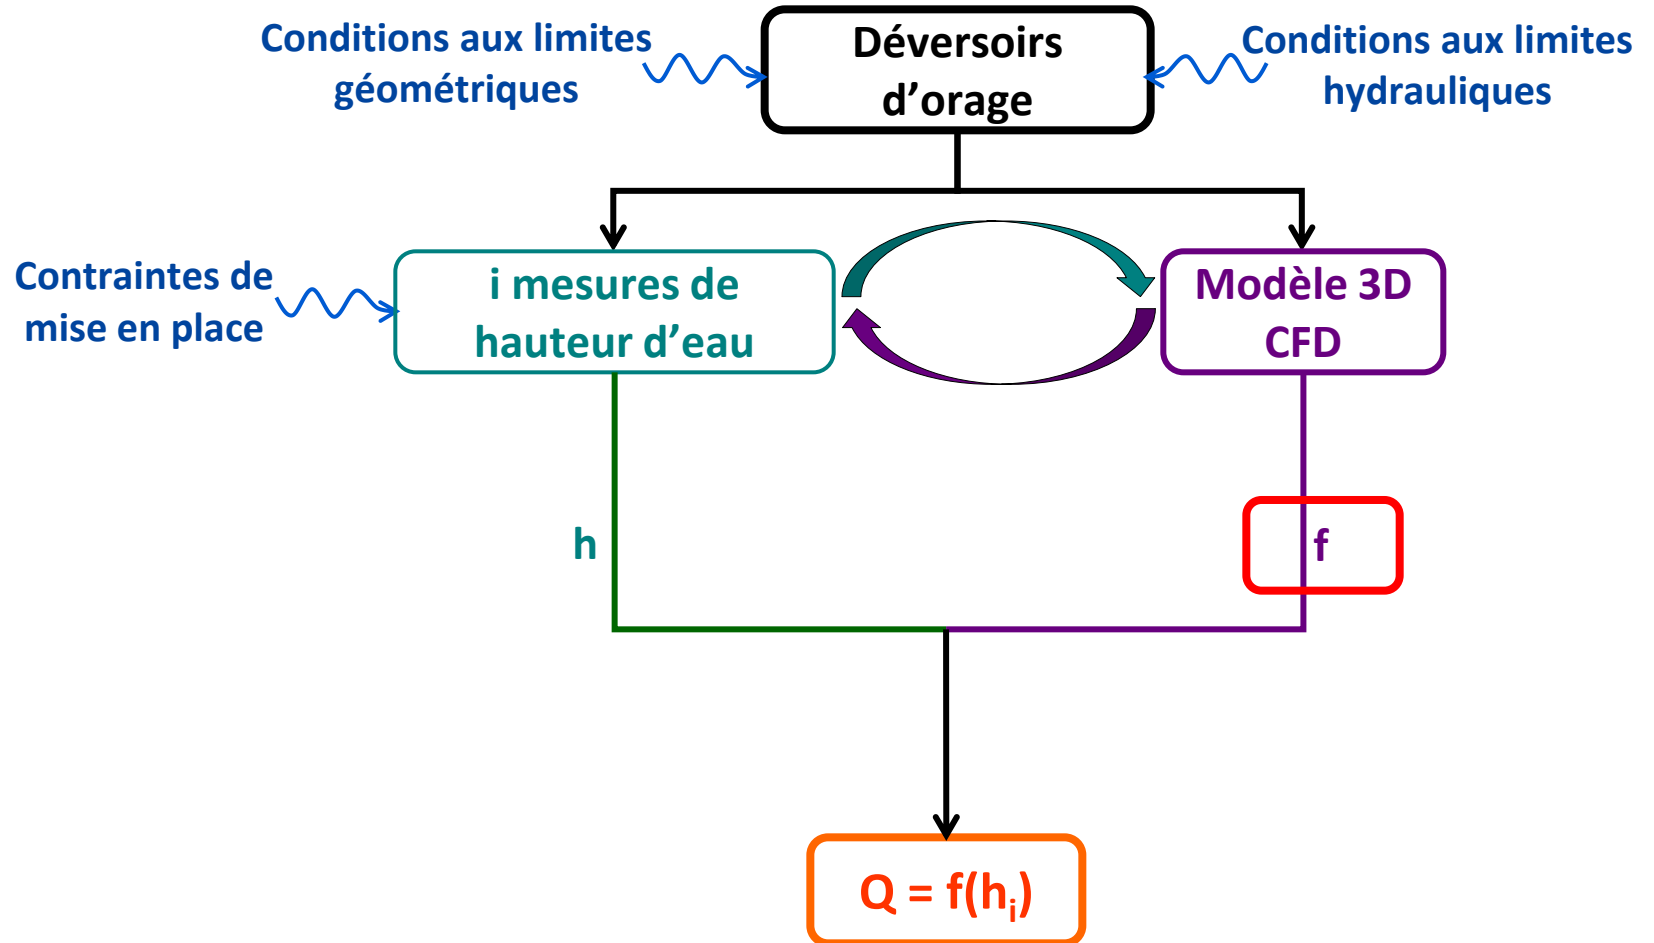 Conditions aux limites
géométriques
Déversoirs
d’orage
Conditions aux limites
hydrauliques
Contraintes de
mise en place
i mesures de
hauteur d’eau
Modèle 3D
CFD
h
f
Q = f(hi)